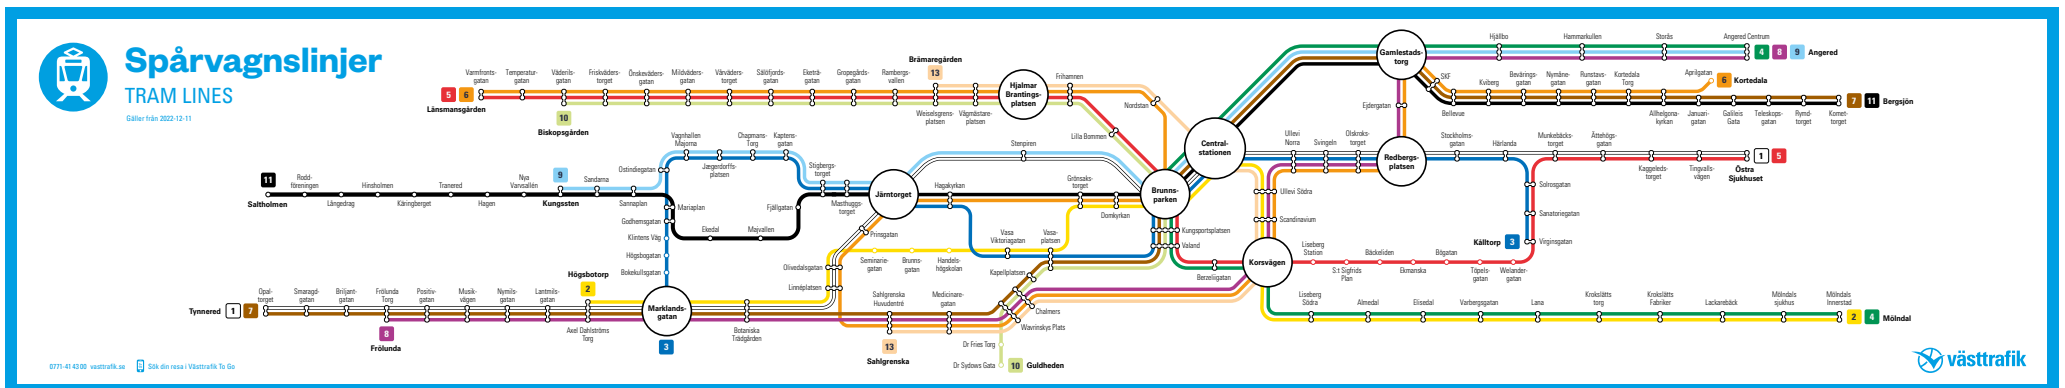 Spårvagnslinjer
TRAM LINES
Gäller från 2022-12-11
Varmfronts-
gatan
Temperatur-
gatan
Väderils-
gatan
Friskväders-
torget
Önskeväders-
gatan
Mildväders-
gatan
Vårväders-
torget
Sälöfjords-
gatan
Eketrä-
gatan
Gropegårds-
gatan
Rambergs-
vallen
Brämaregården
13
Hjalmar
Brantings-
platsen
Frihamnen
5 6
Länsmansgården
10
Biskopsgården
Weiselsgrens-
platsen
Vågmästare-
platsen
Nordstan
Lilla Bommen
Gamlestads-
torg
Hjällbo
Hammarkullen
Storås
Angered Centrum
4 8 9 Angered
SKF
Kviberg
Bevärings-
gatan
Nymåne-
gatan
Runstavs-
gatan
Kortedala
Torg
Aprilgatan
6 Kortedala
7 11 Bergsjön
Ejdergatan
Bellevue
Allhelgona-
kyrkan
Januari-
gatan
Galileis
Gata
Teleskops-
gatan
Rymd-
torget
Komet-
torget
Vagnhallen
Majorna
Jægerdorffs-
platsen
Chapmans-
Torg
Kaptens-
gatan
Stigbergs-
torget
Stenpiren
Central-
stationen
Ullevi
Norra
Svingeln
Olskroks-
torget
Redbergs-
platsen
Stockholms-
gatan
Härlanda
Munkebäcks-
torget
Ättehögs-
gatan
Kaggeleds-
torget
Tingvalls-
vägen
1 5
Östra
Sjukhuset
11
Saltholmen
Rodd-
föreningen
Långedrag
Hinsholmen
Käringberget
Tranered
Hagen
Nya
Varvsallén
9
Kungssten
Sandarna
Sannaplan
Ostindiegatan
Mariaplan
Ekedal
Majvallen
Fjällgatan
Masthuggs-
torget
Järntorget
Hagakyrkan
Grönsaks-
torget
Domkyrkan
Brunns-
parken
Ullevi Södra
Scandinavium
Solrosgatan
Sanatoriegatan
Virginsgatan
Kålltorp 3
Godhemsgatan
Klintens Väg
Högsbogatan
Bokekullsgatan
Prinsgatan
Olivedalsgatan
Linnéplatsen
Seminarie-
gatan
Brunns-
gatan
Handels-
högskolan
Vasa
Viktoriagatan
Vasa-
platsen
Kapellplatsen
Kungsportsplatsen
Valand
Berzeliigatan
Korsvägen
Liseberg
Station
S:t Sigfrids
Plan
Bäckeliden
Ekmanska
Bögatan
Töpels-
gatan
Welander-
gatan
Tynnered 1 7
Opal-
torget
Smaragd-
gatan
Briljant-
gatan
Frölunda
Torg
Positiv-
gatan
Musik-
vägen
Nymils-
gatan
Lantmils-
gatan
Högsbotorp
2
Axel Dahlströms
Torg
Marklands-
gatan
3
8
Frölunda
Botaniska
Trädgården
Sahlgrenska
Huvudentré
Medicinare-
gatan
13
Sahlgrenska
Chalmers
Wavrinskys Plats
Dr Fries Torg
Dr Sydows Gata
10 Guldheden
Liseberg
Södra
Almedal
Elisedal
Varbergsgatan
Lana
Krokslätts
torg
Krokslätts
Fabriker
Lackarebäck
Mölndals
sjukhus
Mölndals
Innerstad
2 4 Mölndal
0771-41 43 00 vasttrafik.se
Sök din resa i Västtrafik To Go
västtrafik